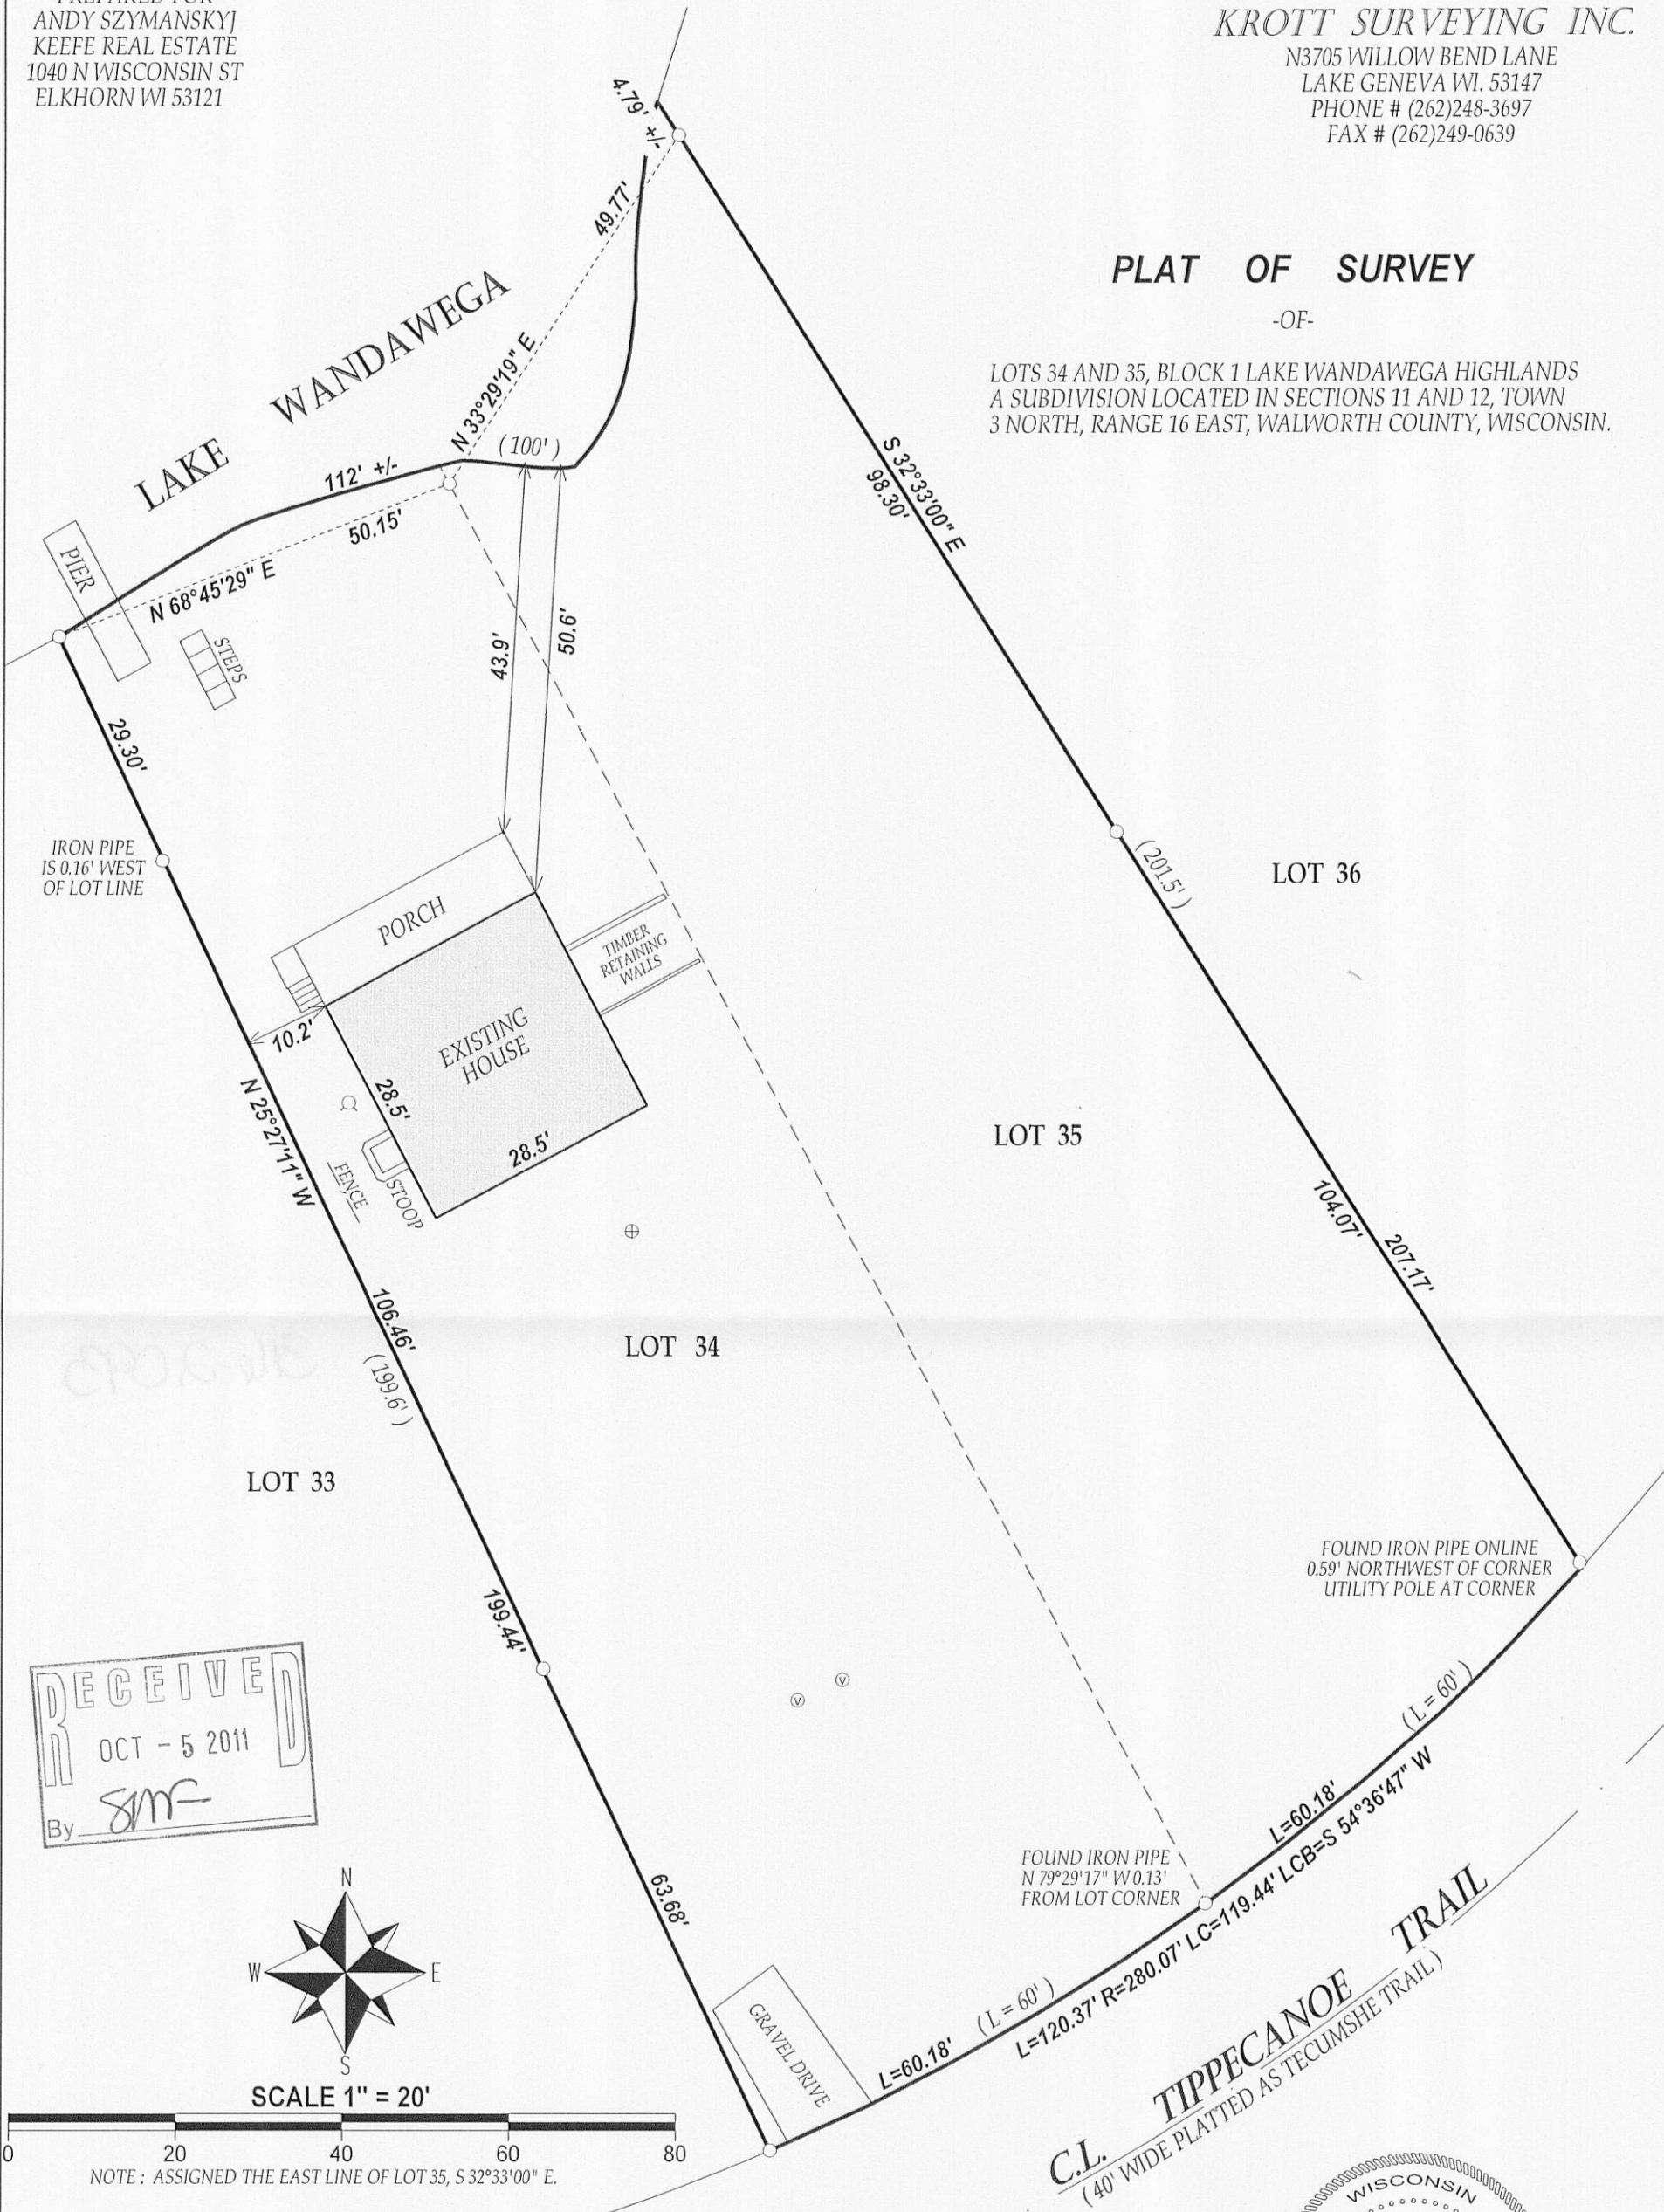 PREPARED FOR
ANDY SZYMANSKYJ
KEEFE REAL ESTATE
1040 N WISCONSIN ST
ELKHORN WI 53121
KROTT SURVEYING INC.
N3705 WILLOW BEND LANE
LAKE GENEVA WI. 53147
PHONE # (262)248-3697
FAX # (262)249-0639
PLAT OF SURVEY
-OF-
LOTS 34 AND 35, BLOCK 1 LAKE WANDAWEGA HIGHLANDS
A SUBDIVISION LOCATED IN SECTIONS 11 AND 12, TOWN
3 NORTH, RANGE 16 EAST, WALWORTH COUNTY, WISCONSIN.
4.79' +/-
49.77'
N 33°29'19" E
LAKE WANDAWEGA
(100')
112' +/-
50.15'
N 68°45'29" E
PIER
STEPS
S 32°33'00" E
98.30'
43.9'
50.6'
29.30'
IRON PIPE
IS 0.16' WEST
OF LOT LINE
(201.5')
LOT 36
PORCH
TIMBER
RETAINING
WALLS
10.2'
EXISTING
HOUSE
28.5'
28.5'
N 25°27'11" W
FENCE
STOOP
LOT 35
104.07'
207.17'
106.46'
(199.6')
LOT 34
LOT 33
199.44'
FOUND IRON PIPE ONLINE
0.59' NORTHWEST OF CORNER
UTILITY POLE AT CORNER
RECEIVED
OCT - 5 2011
By SMF
V
V
63.68'
FOUND IRON PIPE
N 79°29'17" W 0.13'
FROM LOT CORNER
(L = 60')
L=60.18'
(L = 60')
L=60.18'
L=120.37' R=280.07' LC=119.44' LCB=S 54°36'47" W
GRAVEL DRIVE
C.L. TIPPECANOE TRAIL
(40' WIDE PLATTED AS TECUMSHE TRAIL)
N
W E
S
SCALE 1" = 20'
0 20 40 60 80
NOTE : ASSIGNED THE EAST LINE OF LOT 35, S 32°33'00" E.
WISCONSIN